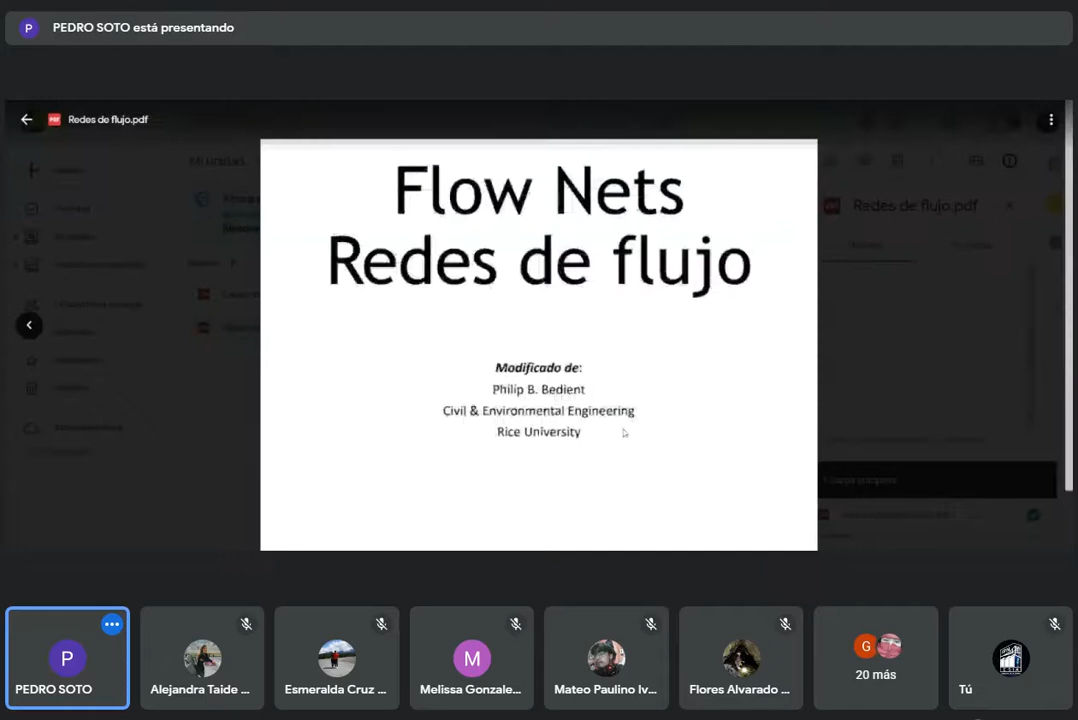 P PEDRO SOTO está presentando
Redes de flujo.pdf
Mi unidad
Redes de flujo.pdf
Flow Nets
Redes de flujo
Modificado de:
Philip B. Bedient
Civil & Environmental Engineering
Rice University
P
PEDRO SOTO
Alejandra Taide ...
Esmeralda Cruz ...
M
Melissa Gonzale...
Mateo Paulino Iv...
Flores Alvarado ...
G
20 más
Tú